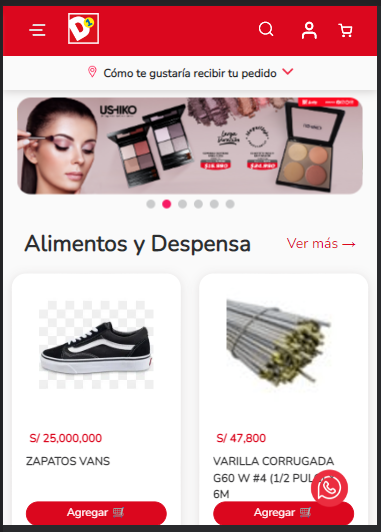 D1
Cómo te gustaría recibir tu pedido
USHIKO
USHIKO
Alimentos y Despensa
Ver más →
S/ 25,000,000
ZAPATOS VANS
Agregar
S/ 47,800
VARILLA CORRUGADA
G60 W #4 (1/2 PUL
6M
Agregar